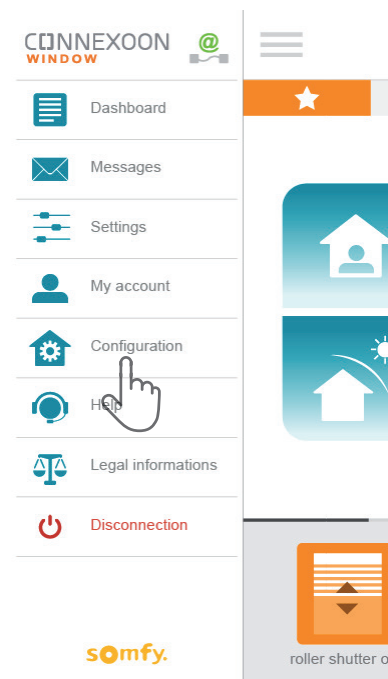 CONNEXOON
WINDOW
@
Dashboard
Messages
Settings
My account
Configuration
Help
Legal informations
Disconnection
somfy.
roller shutter o